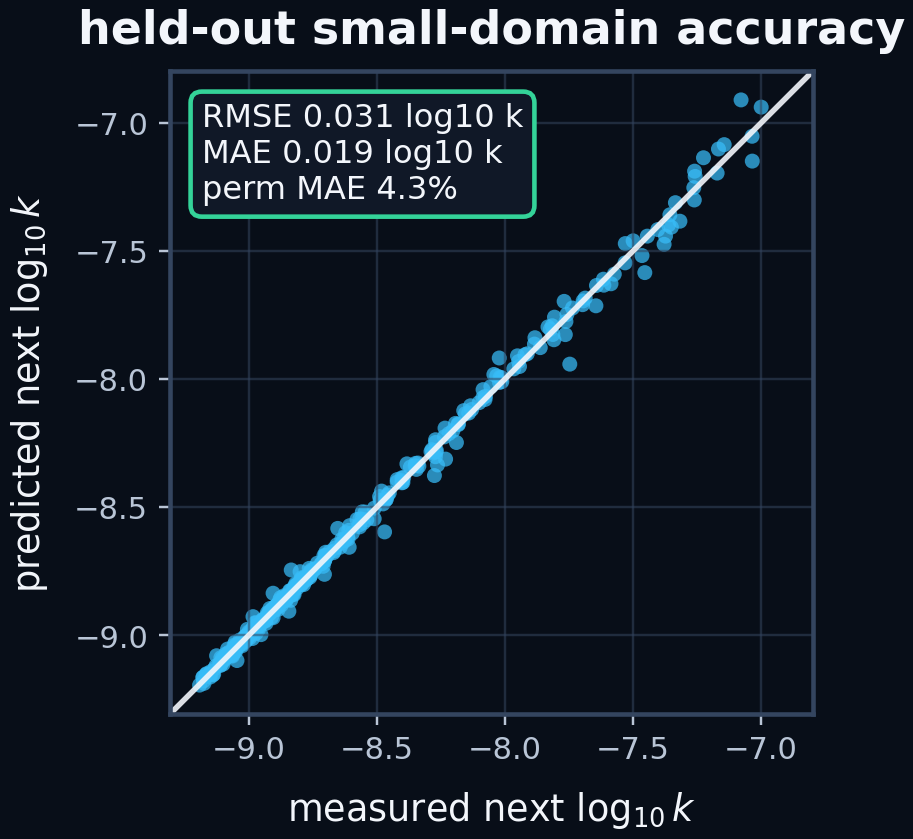 held-out small-domain accuracy
RMSE 0.031 log10 k
MAE 0.019 log10 k
perm MAE 4.3%
predicted next log₁₀ k
−7.0
−7.5
−8.0
−8.5
−9.0
−9.0 −8.5 −8.0 −7.5 −7.0
measured next log₁₀ k